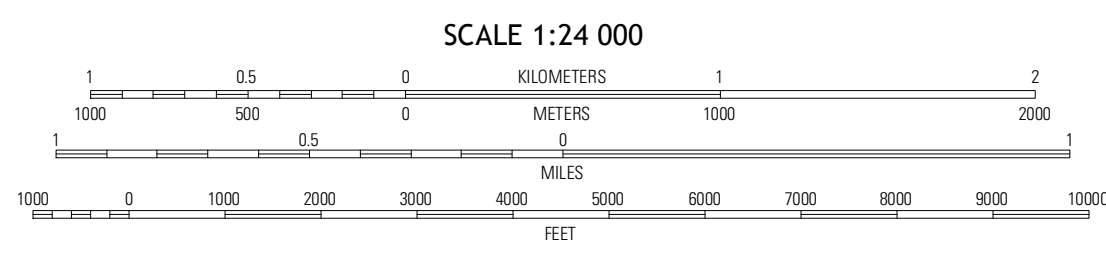 SCALE 1:24 000
1 0.5 0 KILOMETERS 1 2
1000 500 0 METERS 1000 2000
1 0.5 0 1
MILES
1000 0 1000 2000 3000 4000 5000 6000 7000 8000 9000 10000
FEET